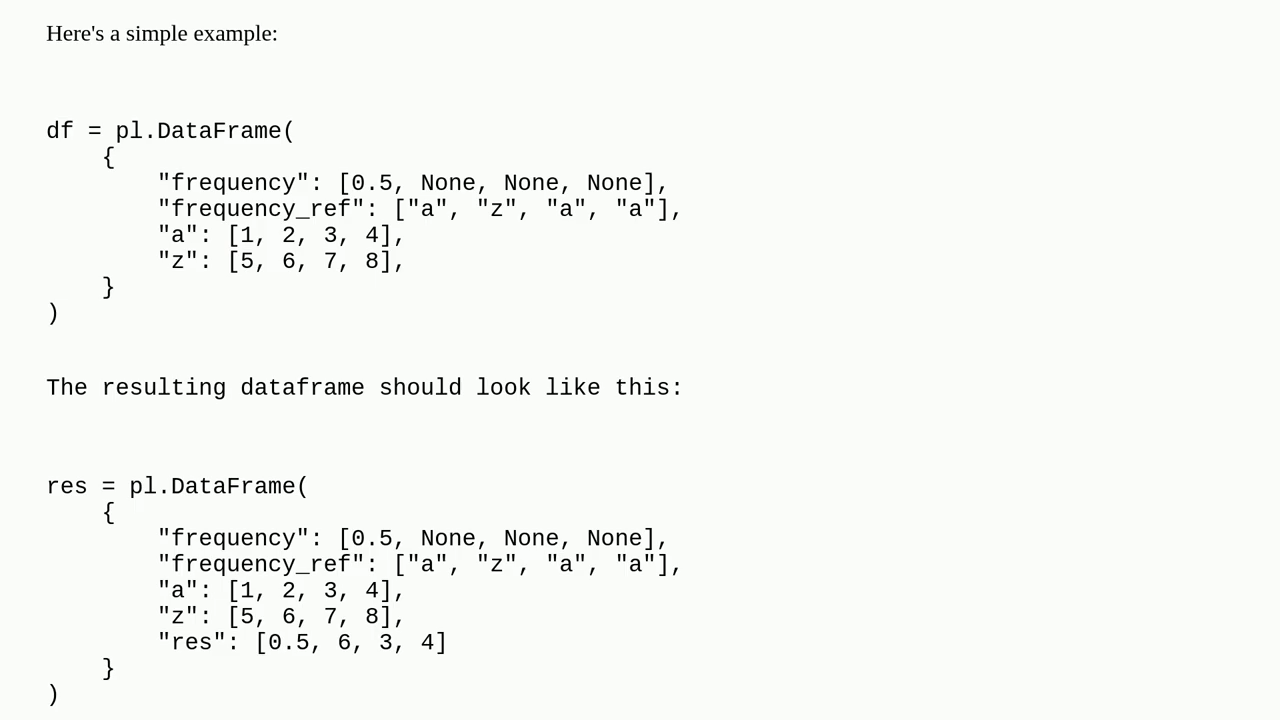 Here's a simple example:
df = pl.DataFrame(
    {
        "frequency": [0.5, None, None, None],
        "frequency_ref": ["a", "z", "a", "a"],
        "a": [1, 2, 3, 4],
        "z": [5, 6, 7, 8],
    }
)
The resulting dataframe should look like this:
res = pl.DataFrame(
    {
        "frequency": [0.5, None, None, None],
        "frequency_ref": ["a", "z", "a", "a"],
        "a": [1, 2, 3, 4],
        "z": [5, 6, 7, 8],
        "res": [0.5, 6, 3, 4]
    }
)